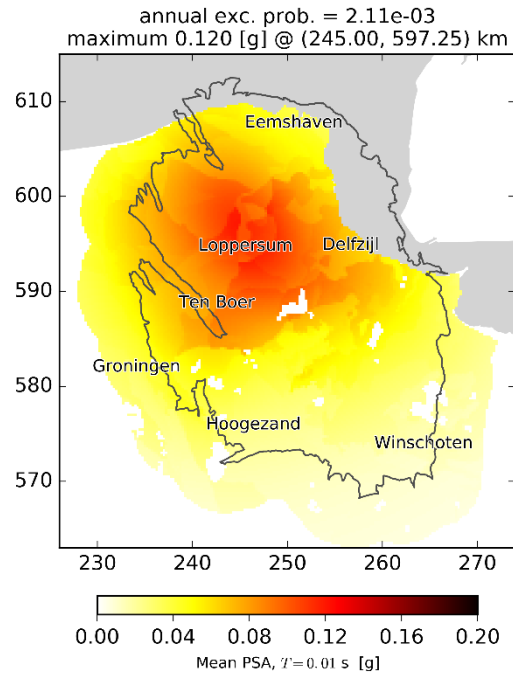 annual exc. prob. = 2.11e-03
maximum 0.120 [g] @ (245.00, 597.25) km
610
Eemshaven
600
Loppersum
Delfzijl
590
Ten Boer
Groningen
580
Hoogezand
Winschoten
570
230
240
250
260
270
0.00
0.04
0.08
0.12
0.16
0.20
Mean PSA, T = 0.01 s [g]